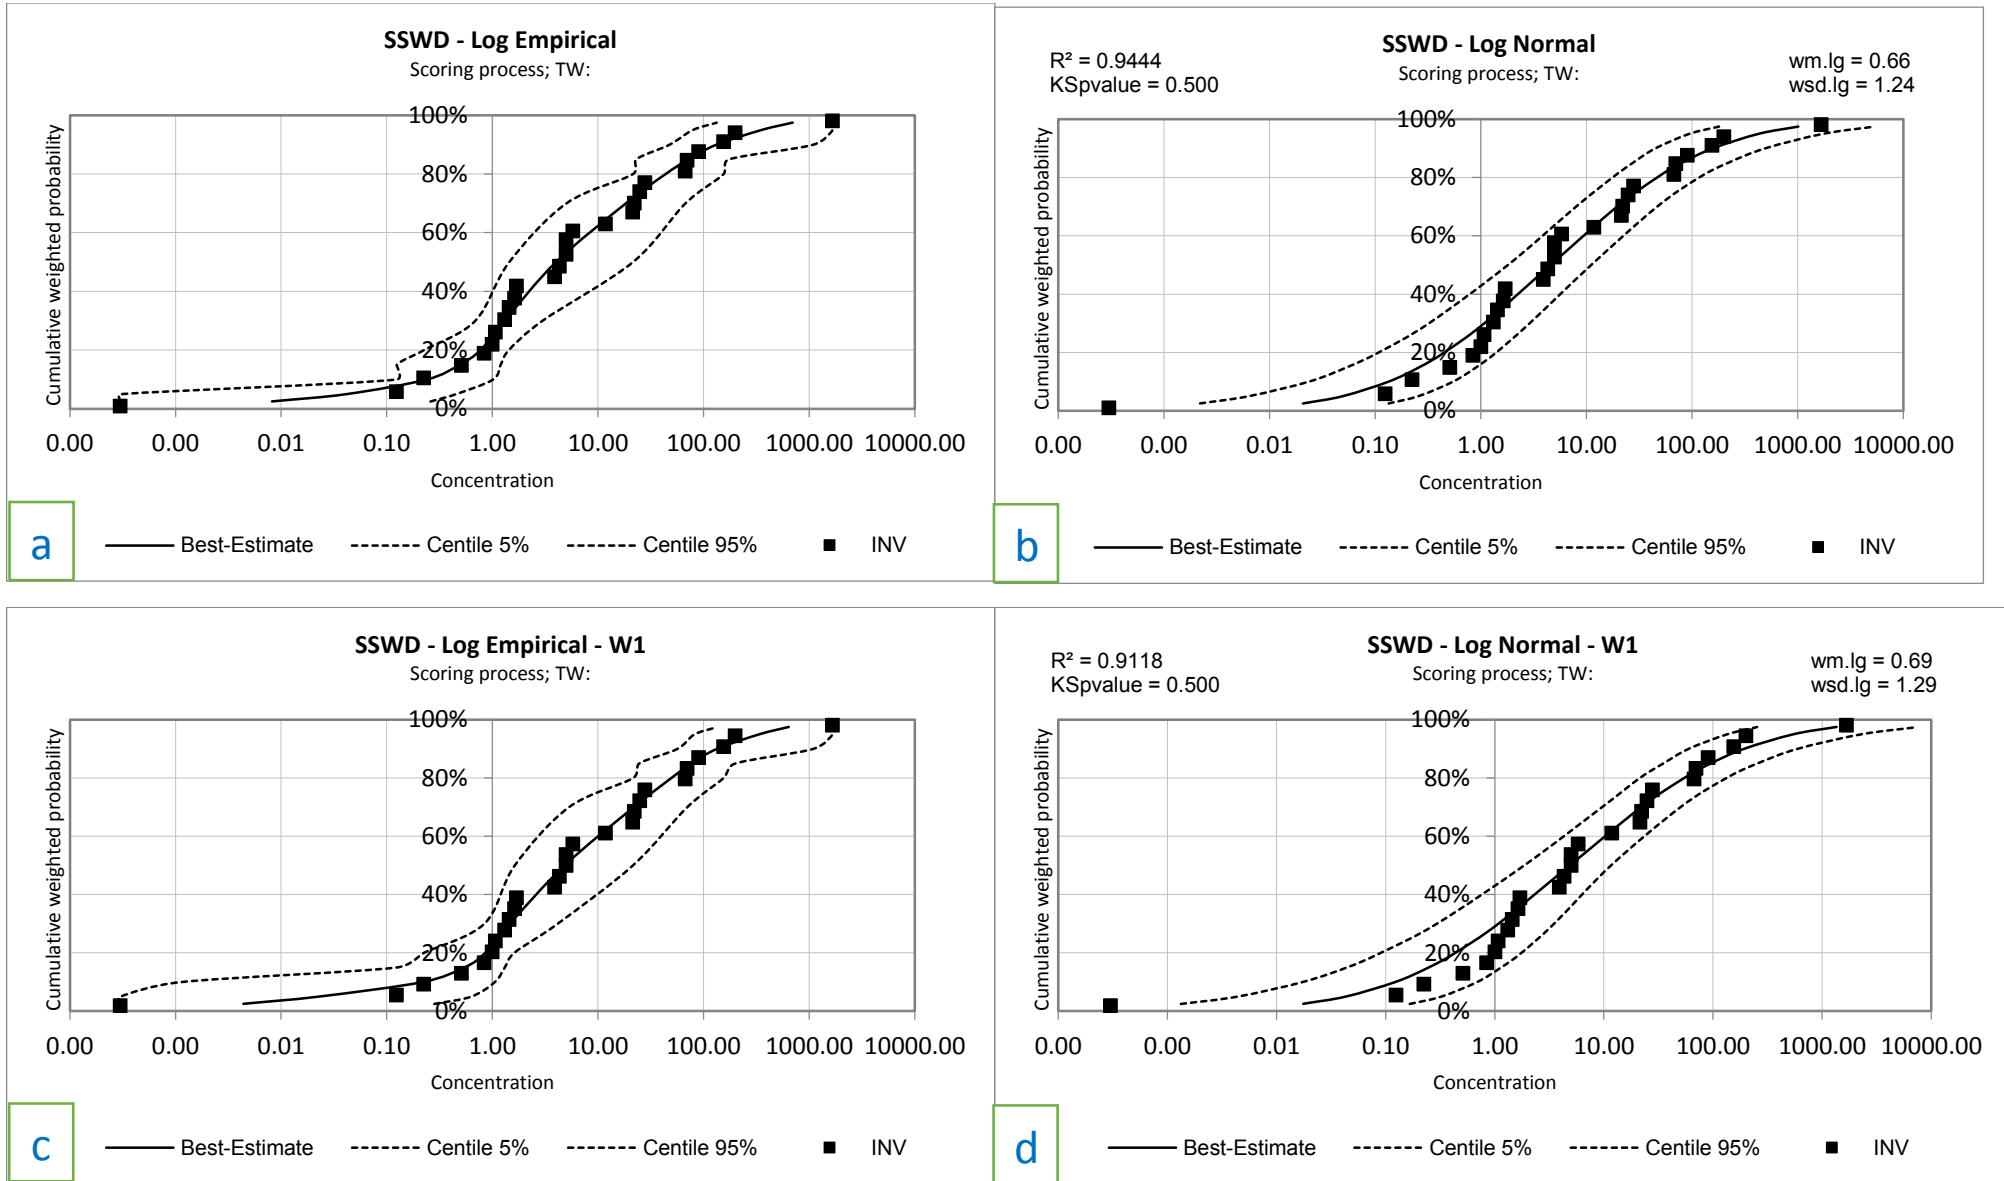 SSWD - Log Empirical
Scoring process; TW:
Cumulative weighted probability
100%
80%
60%
40%
20%
0%
0.00 0.00 0.01 0.10 1.00 10.00 100.00 1000.00 10000.00
Concentration
a
Best-Estimate Centile 5% Centile 95% INV
R² = 0.9444
KSpvalue = 0.500
SSWD - Log Normal
Scoring process; TW:
wm.lg = 0.66
wsd.lg = 1.24
Cumulative weighted probability
100%
80%
60%
40%
20%
0%
0.00 0.00 0.01 0.10 1.00 10.00 100.00 1000.00 10000.00
Concentration
b
Best-Estimate Centile 5% Centile 95% INV
SSWD - Log Empirical - W1
Scoring process; TW:
Cumulative weighted probability
100%
80%
60%
40%
20%
0%
0.00 0.00 0.01 0.10 1.00 10.00 100.00 1000.00 10000.00
Concentration
c
Best-Estimate Centile 5% Centile 95% INV
R² = 0.9118
KSpvalue = 0.500
SSWD - Log Normal - W1
Scoring process; TW:
wm.lg = 0.69
wsd.lg = 1.29
Cumulative weighted probability
100%
80%
60%
40%
20%
0%
0.00 0.00 0.01 0.10 1.00 10.00 100.00 1000.00 10000.00
Concentration
d
Best-Estimate Centile 5% Centile 95% INV